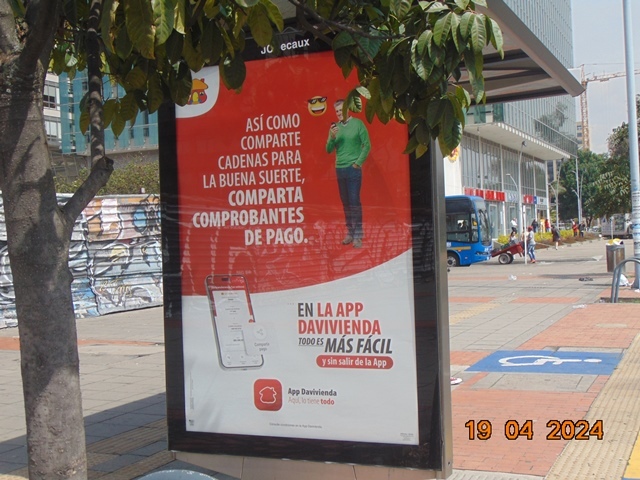 ecaux
ASÍ COMO
COMPARTE
CADENAS PARA
LA BUENA SUERTE,
COMPARTA
COMPROBANTES
DE PAGO.
EN LA APP
DAVIVIENDA
TODO ES MÁS FÁCIL
y sin salir de la App
App Davivienda
Aquí, lo tiene todo
19 04 2024